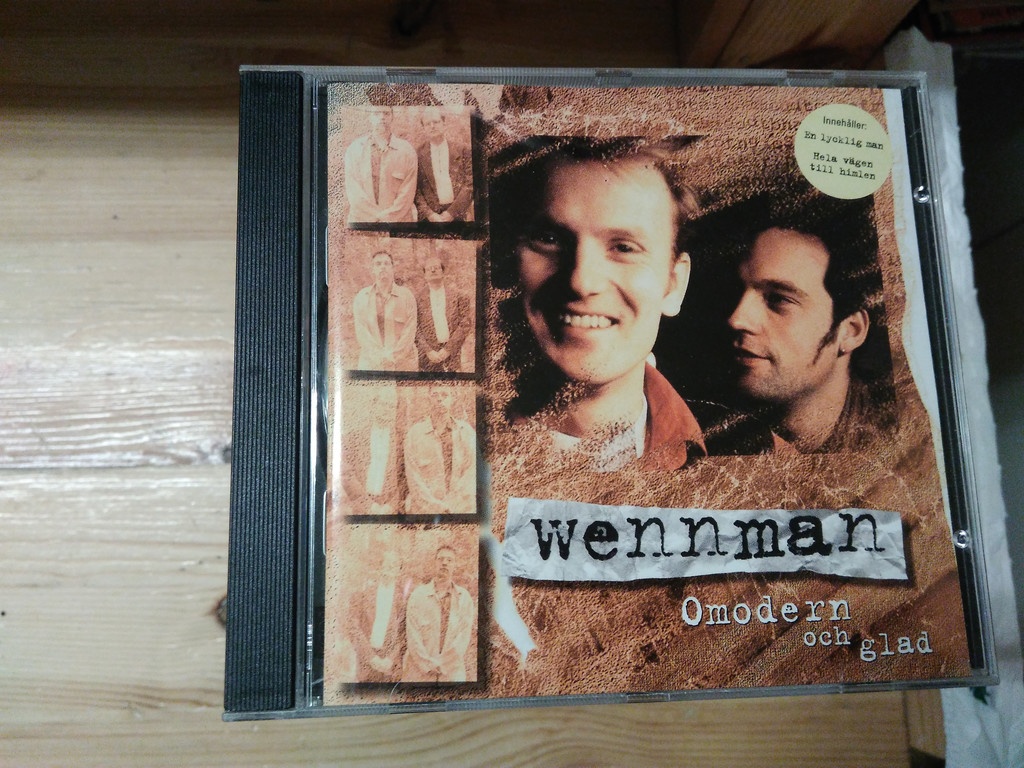 Innehåller:
En lycklig man
Hela vägen
till himlen
wennman
Omodern
och glad